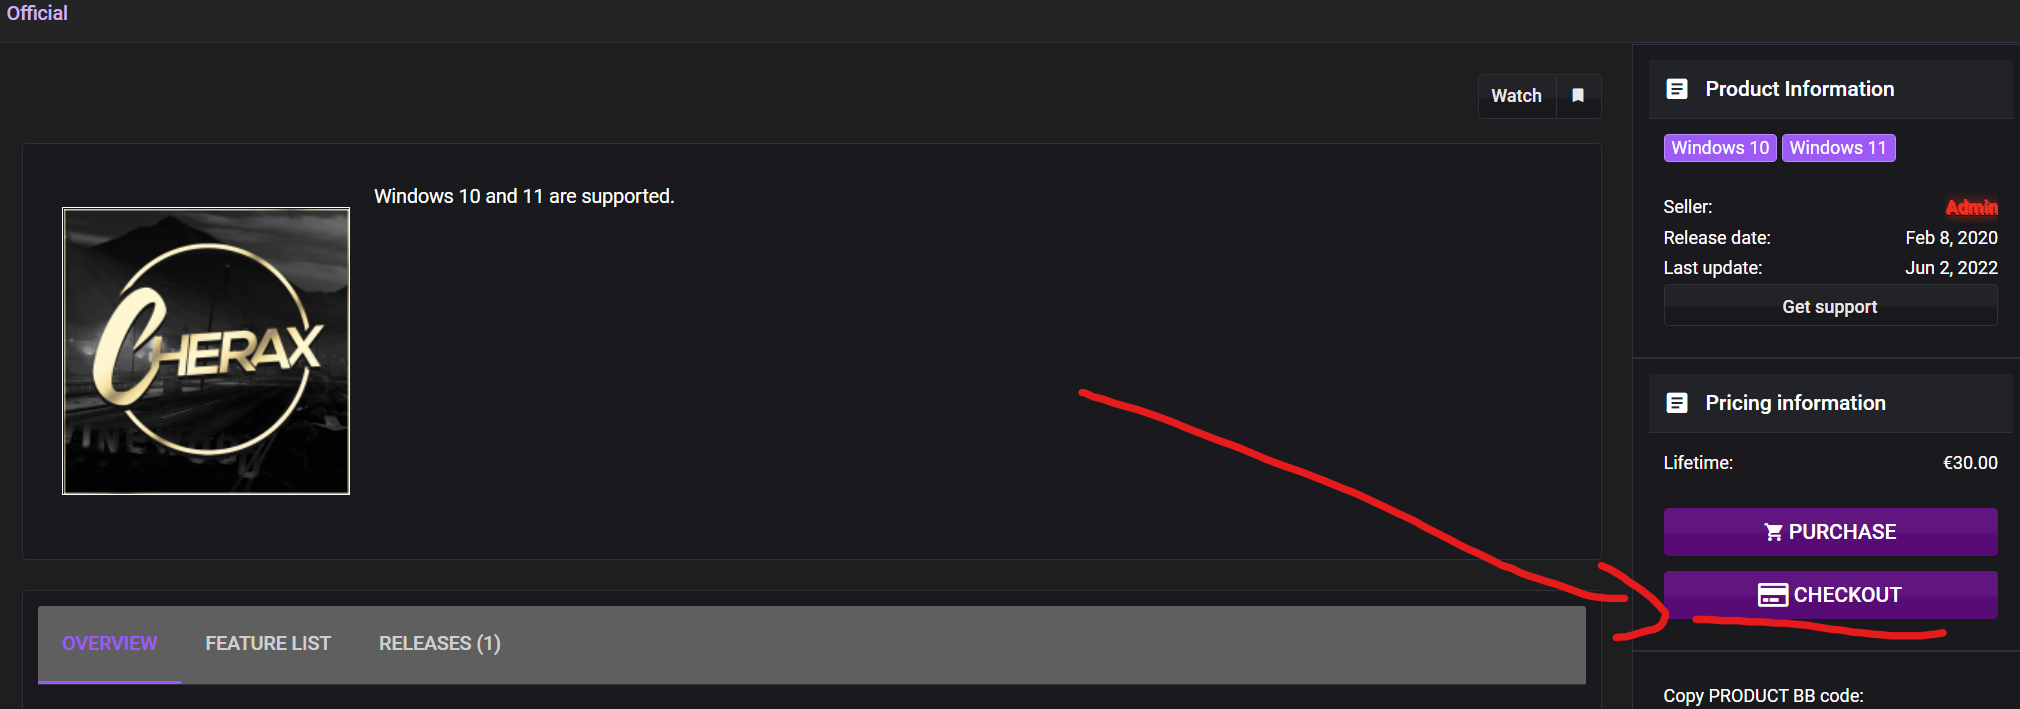 Official
Watch
Windows 10 and 11 are supported.
CHERAX
OVERVIEW
FEATURE LIST
RELEASES (1)
Product Information
Windows 10
Windows 11
Seller: Admin
Release date: Feb 8, 2020
Last update: Jun 2, 2022
Get support
Pricing information
Lifetime: €30.00
PURCHASE
CHECKOUT
Copy PRODUCT BB code: